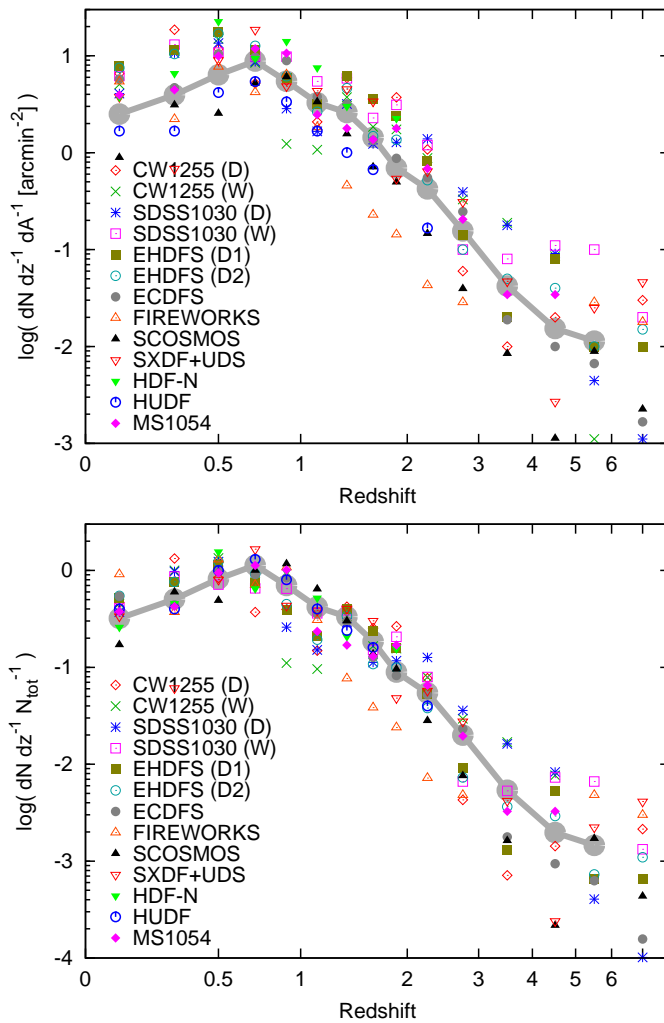 1
0
-1
-2
-3
log( dN dz⁻¹ dA⁻¹ [arcmin⁻²] )
CW1255 (D)
CW1255 (W)
SDSS1030 (D)
SDSS1030 (W)
EHDFS (D1)
EHDFS (D2)
ECDFS
FIREWORKS
SCOSMOS
SXDF+UDS
HDF-N
HUDF
MS1054
0 0.5 1 2 3 4 5 6
Redshift
0
-1
-2
-3
-4
log( dN dz⁻¹ Ntot⁻¹ )
CW1255 (D)
CW1255 (W)
SDSS1030 (D)
SDSS1030 (W)
EHDFS (D1)
EHDFS (D2)
ECDFS
FIREWORKS
SCOSMOS
SXDF+UDS
HDF-N
HUDF
MS1054
0 0.5 1 2 3 4 5 6
Redshift